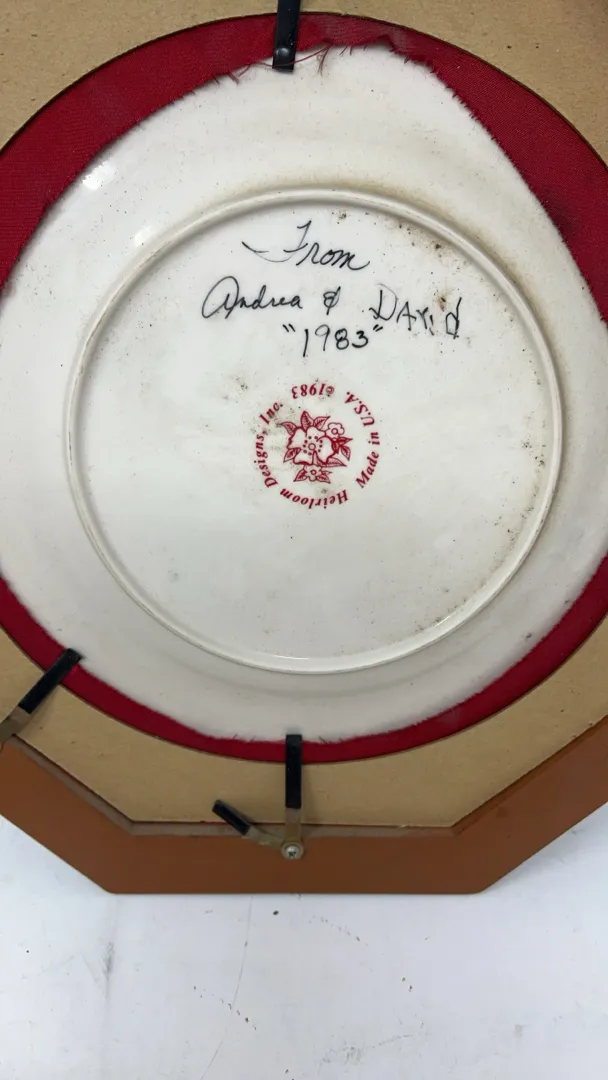 From
Andrea & David
"1983"
Heirloom Designs, Inc. ©1983 Made in U.S.A.